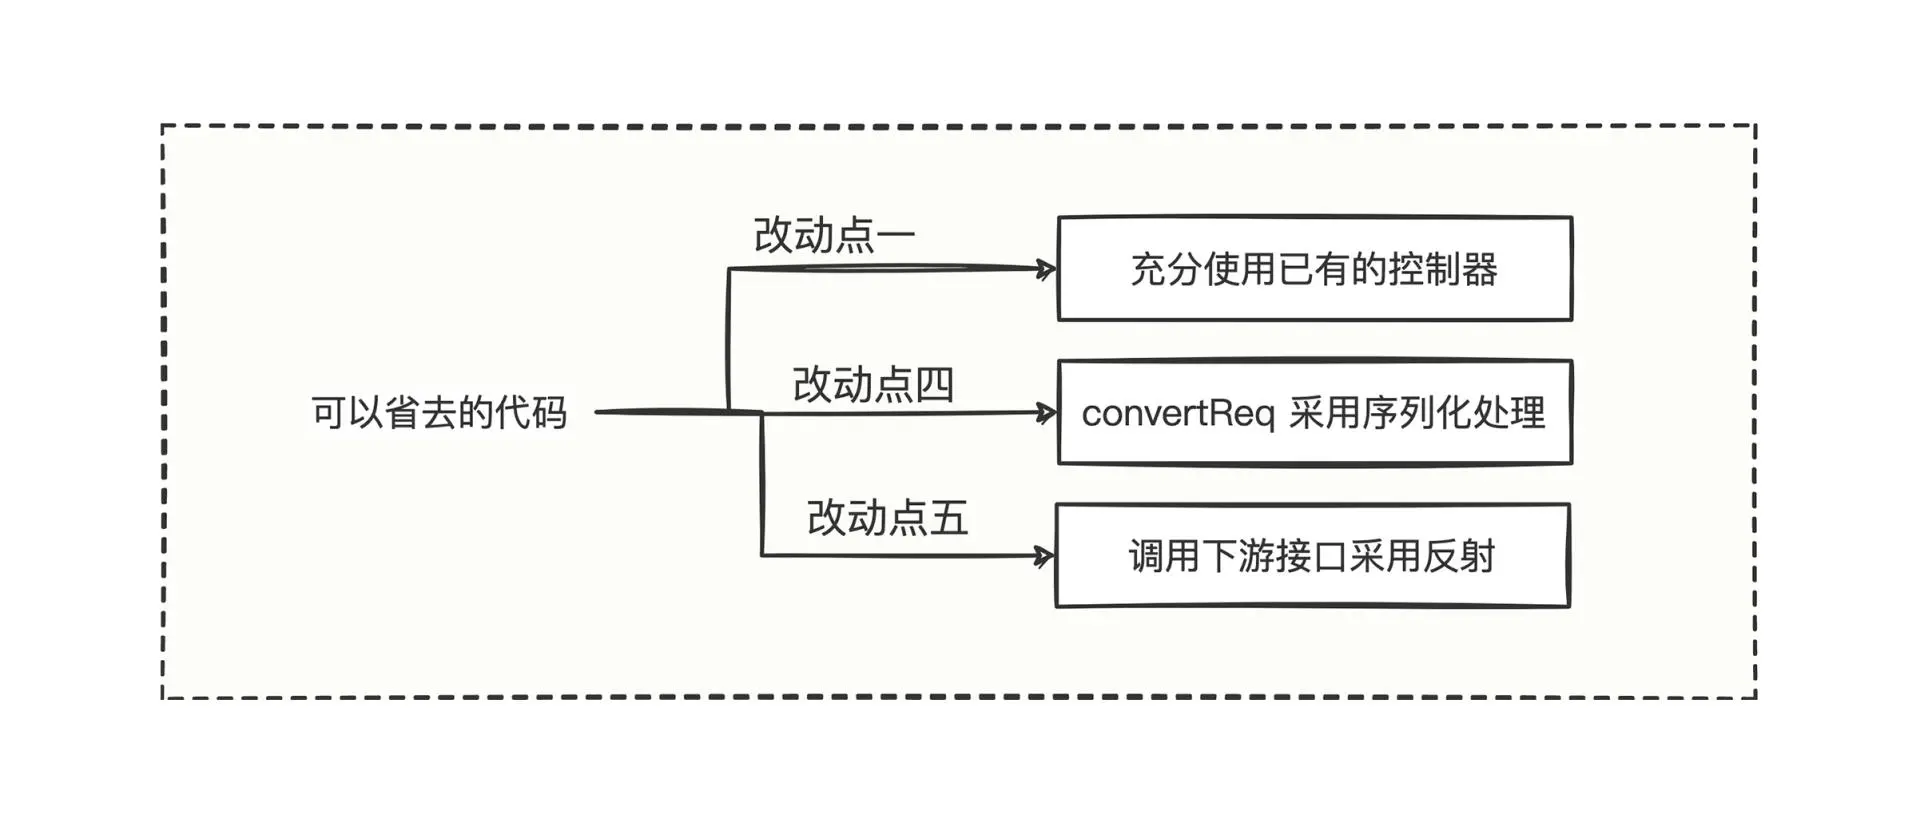 改动点一
充分使用已有的控制器
可以省去的代码
改动点四
convertReq 采用序列化处理
改动点五
调用下游接口采用反射